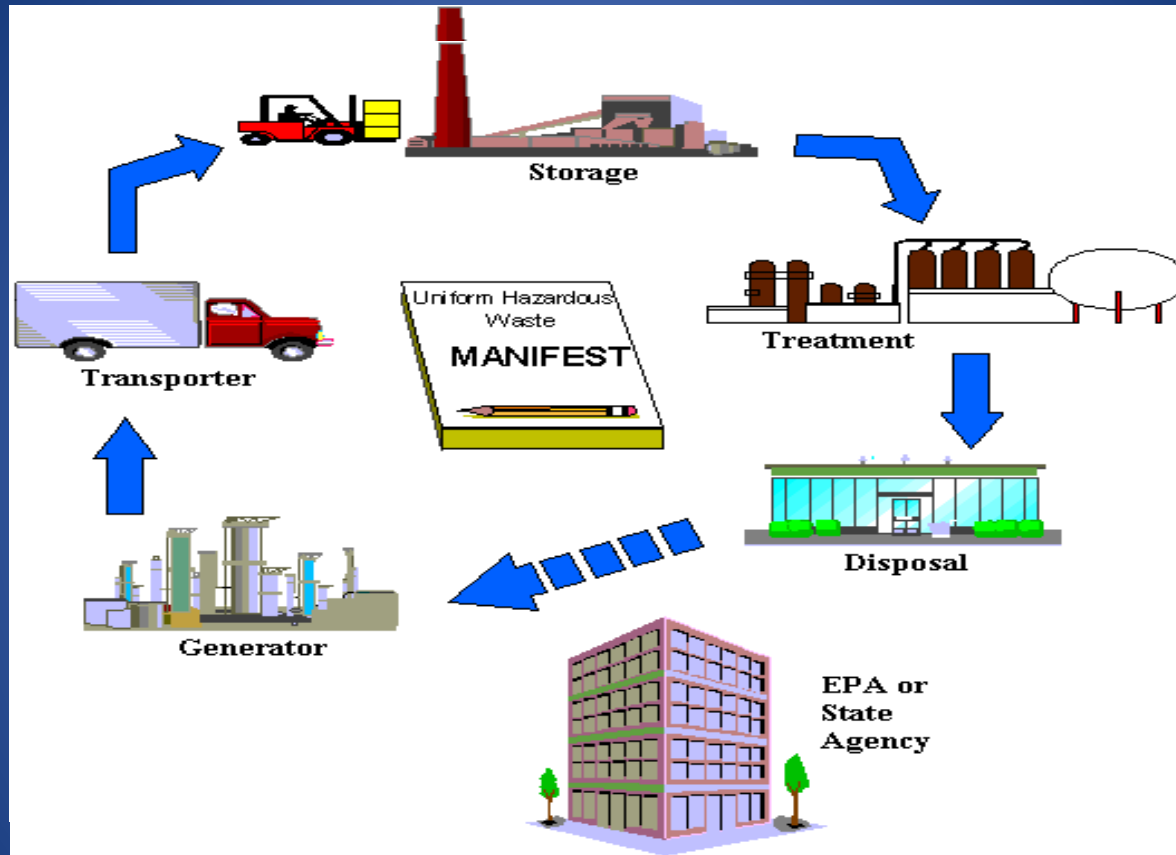 Storage
Uniform Hazardous
Waste
MANIFEST
Treatment
Transporter
Disposal
Generator
EPA or
State
Agency